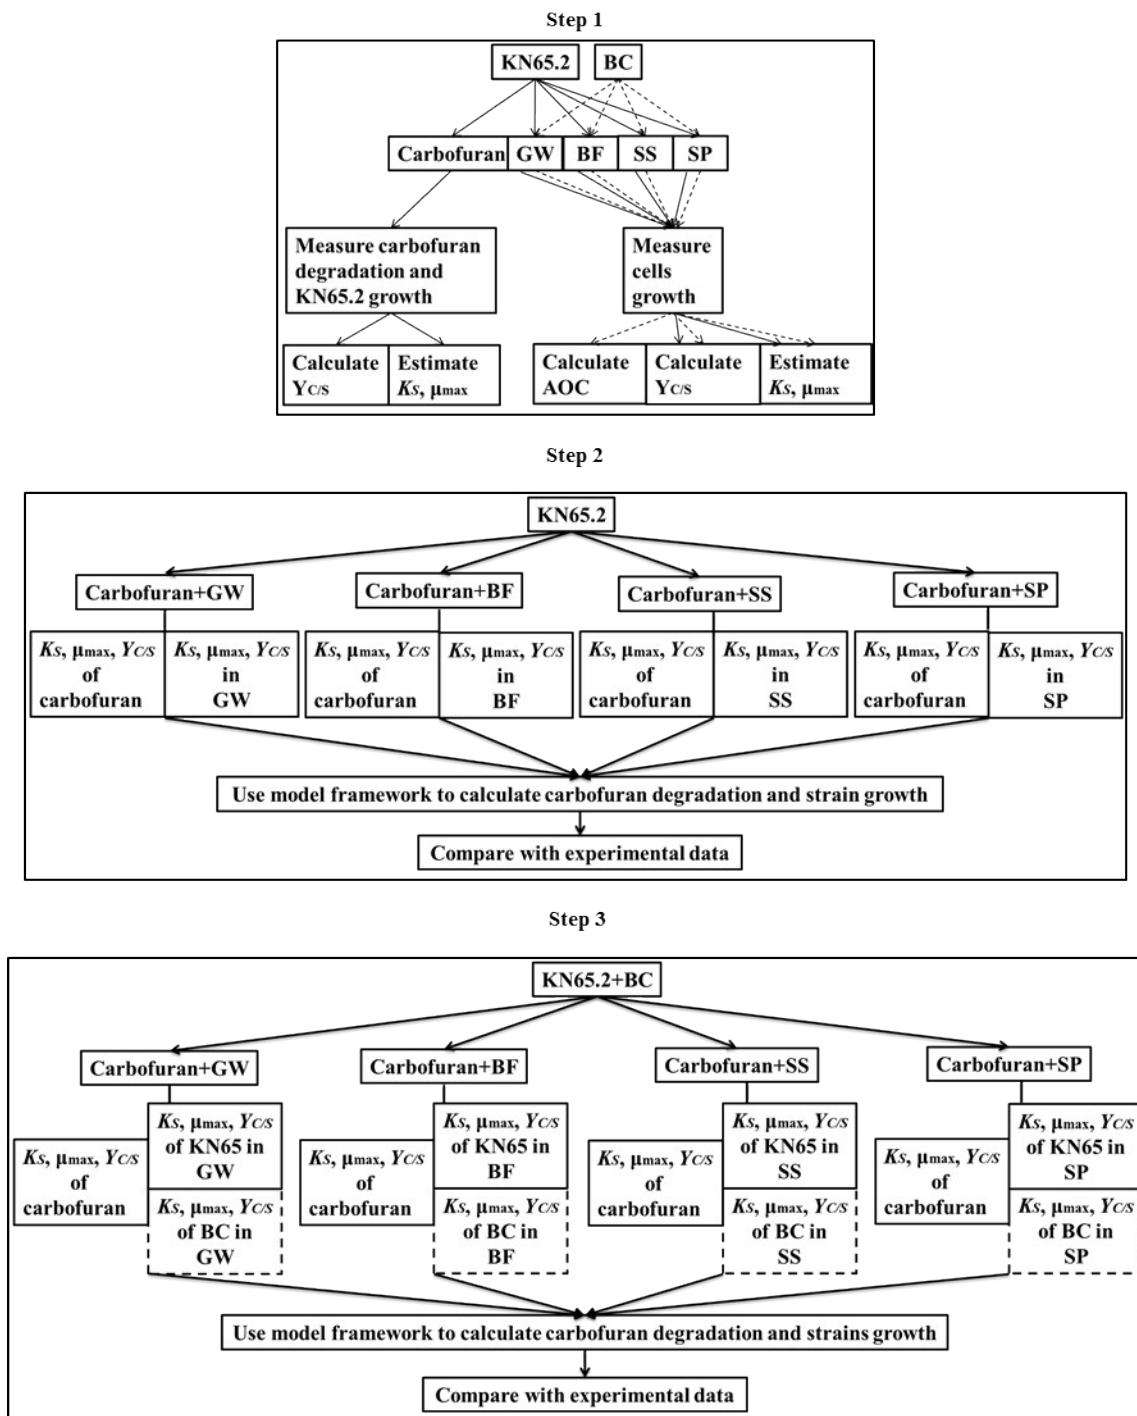 Step 1
KN65.2 BC
Carbofuran GW BF SS SP
Measure carbofuran
degradation and
KN65.2 growth
Measure
cells
growth
Calculate
YC/S
Estimate
KS, μmax
Calculate
AOC
Calculate
YC/S
Estimate
KS, μmax
Step 2
KN65.2
Carbofuran+GW
Carbofuran+BF
Carbofuran+SS
Carbofuran+SP
KS, μmax, YC/S
of
carbofuran
KS, μmax, YC/S
in
GW
KS, μmax, YC/S
of
carbofuran
KS, μmax, YC/S
in
BF
KS, μmax, YC/S
of
carbofuran
KS, μmax, YC/S
in
SS
KS, μmax, YC/S
of
carbofuran
KS, μmax, YC/S
in
SP
Use model framework to calculate carbofuran degradation and strain growth
Compare with experimental data
Step 3
KN65.2+BC
Carbofuran+GW
Carbofuran+BF
Carbofuran+SS
Carbofuran+SP
KS, μmax, YC/S
of
carbofuran
KS, μmax, YC/S
of KN65 in
GW
KS, μmax, YC/S
of BC in
GW
KS, μmax, YC/S
of
carbofuran
KS, μmax, YC/S
of KN65 in
BF
KS, μmax, YC/S
of BC in
BF
KS, μmax, YC/S
of
carbofuran
KS, μmax, YC/S
of KN65 in
SS
KS, μmax, YC/S
of BC in
SS
KS, μmax, YC/S
of
carbofuran
KS, μmax, YC/S
of KN65 in
SP
KS, μmax, YC/S
of BC in
SP
Use model framework to calculate carbofuran degradation and strains growth
Compare with experimental data